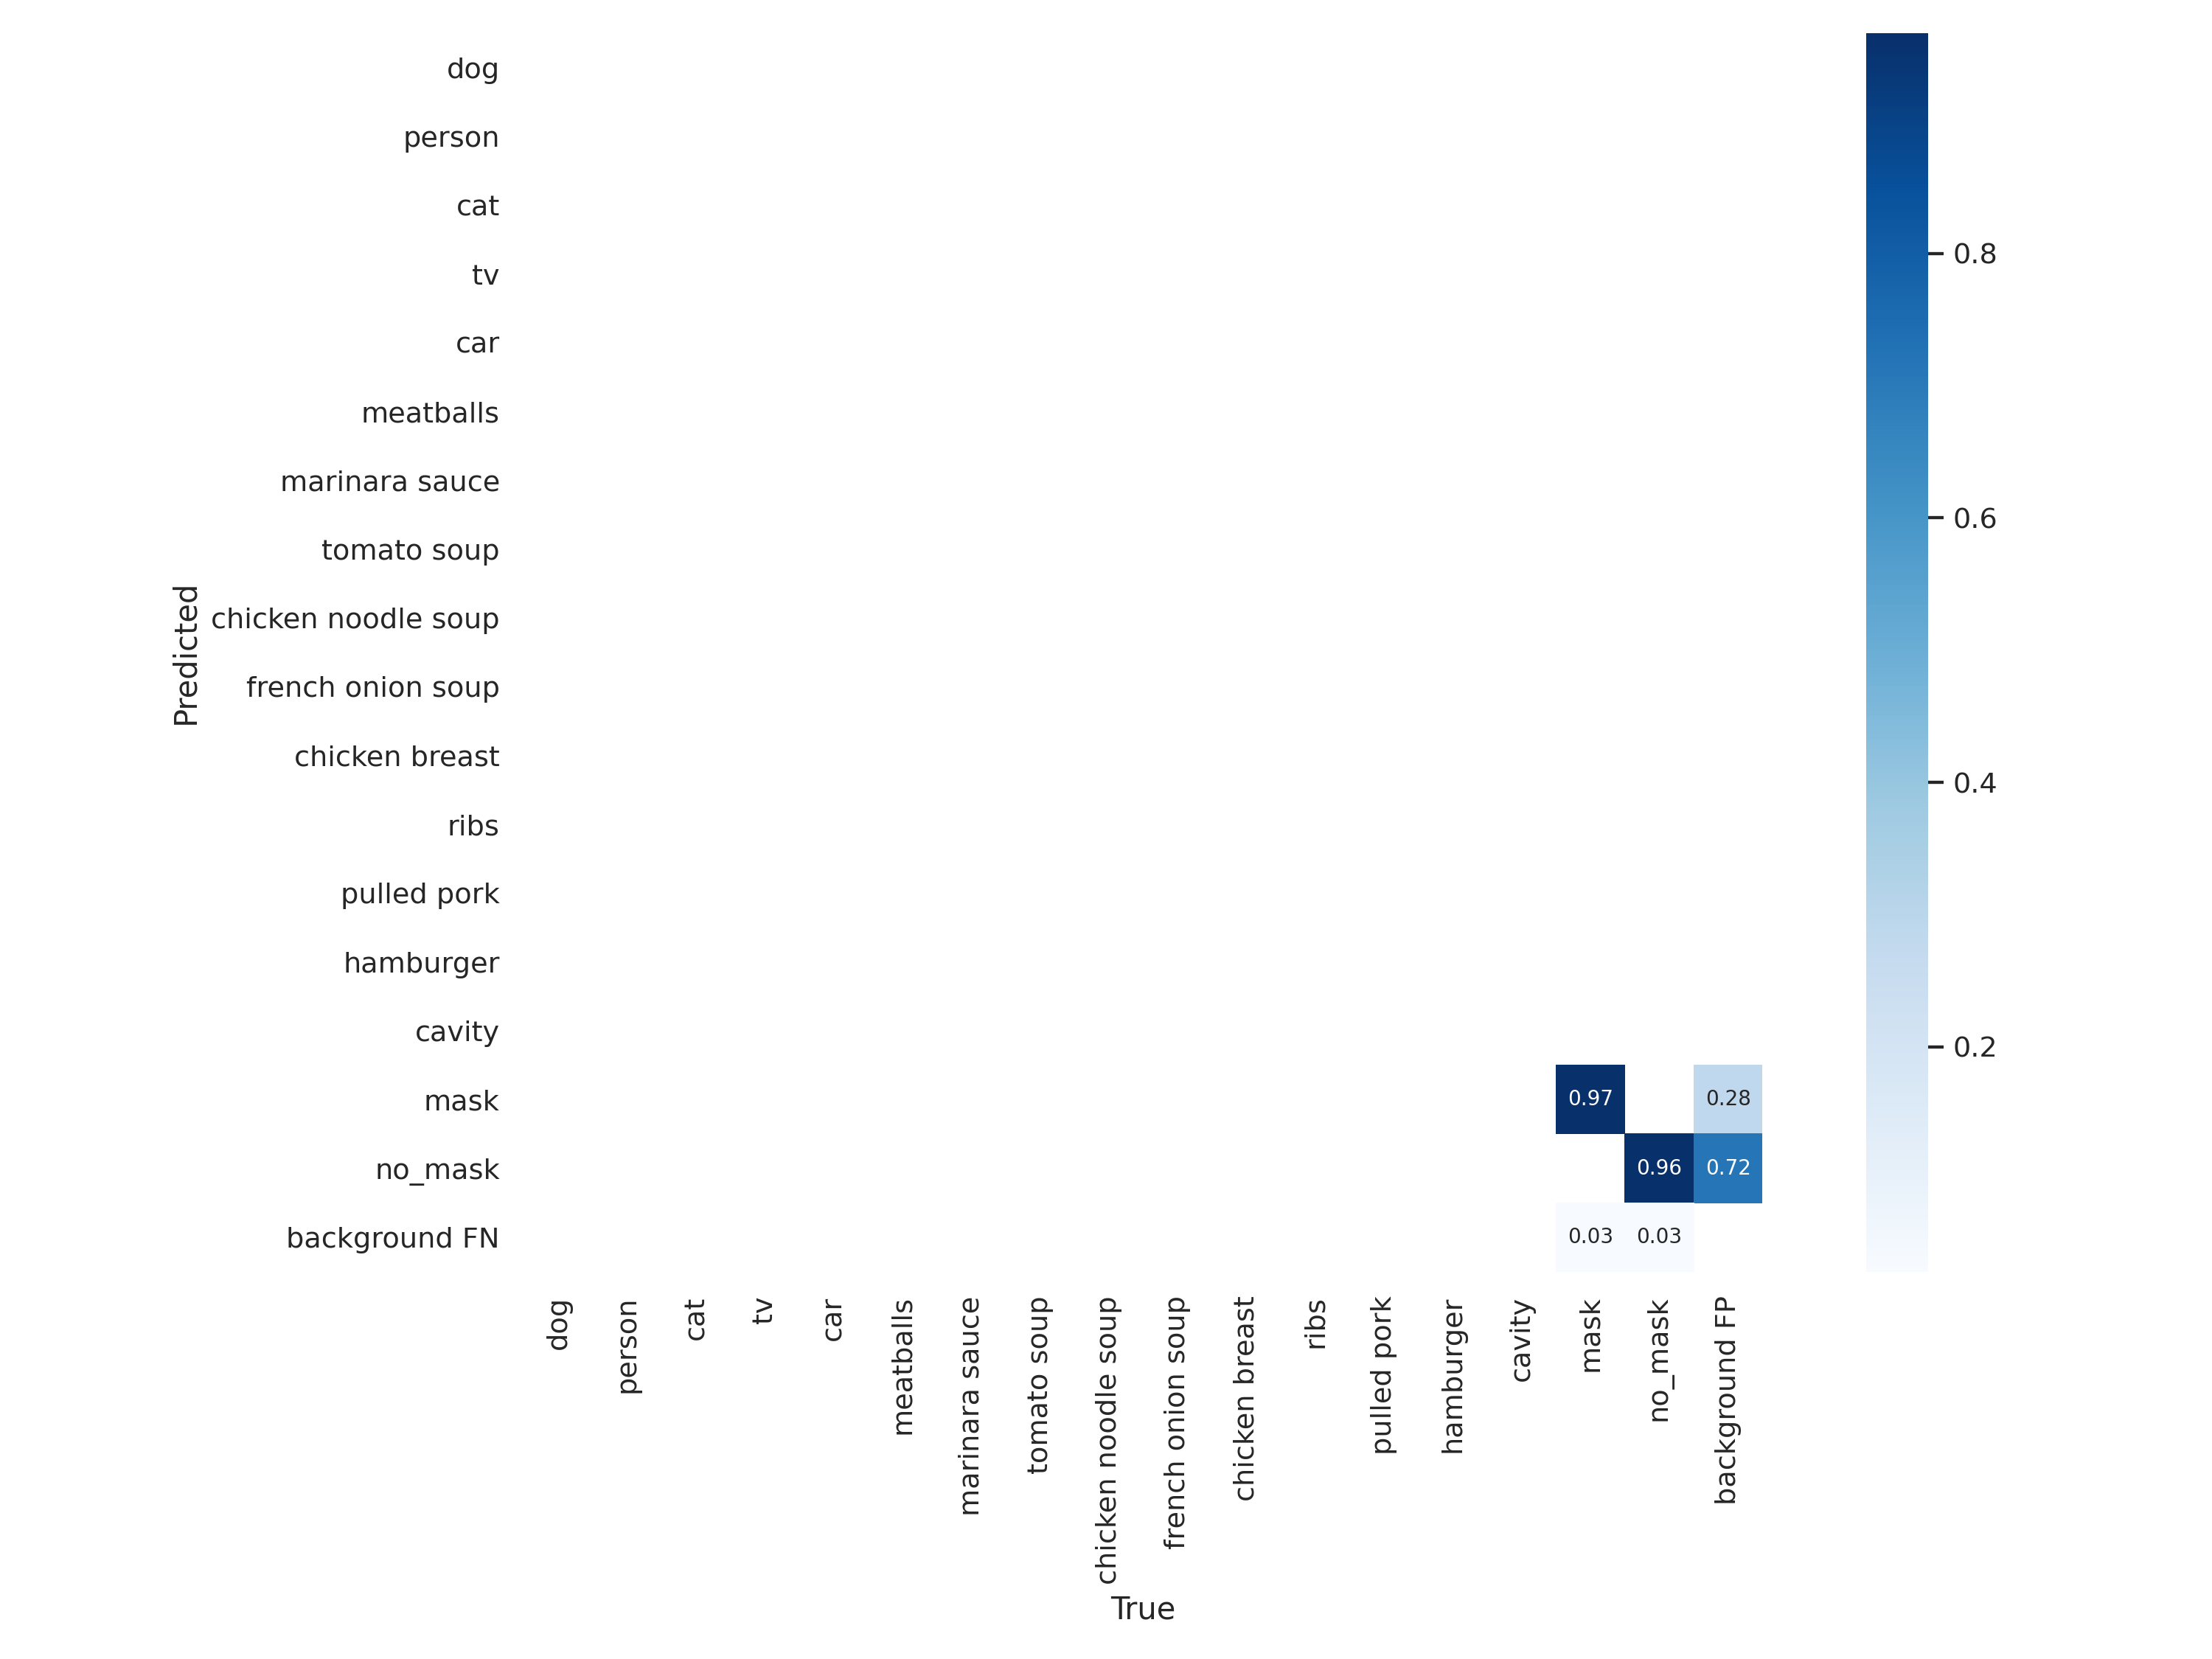 dog
person
cat
tv
car
meatballs
marinara sauce
tomato soup
chicken noodle soup
french onion soup
chicken breast
ribs
pulled pork
hamburger
cavity
mask
no_mask
background FN
Predicted
0.97
0.28
0.96
0.72
0.03
0.03
dog
person
cat
tv
car
meatballs
marinara sauce
tomato soup
chicken noodle soup
french onion soup
chicken breast
ribs
pulled pork
hamburger
cavity
mask
no_mask
background FP
True
0.8
0.6
0.4
0.2